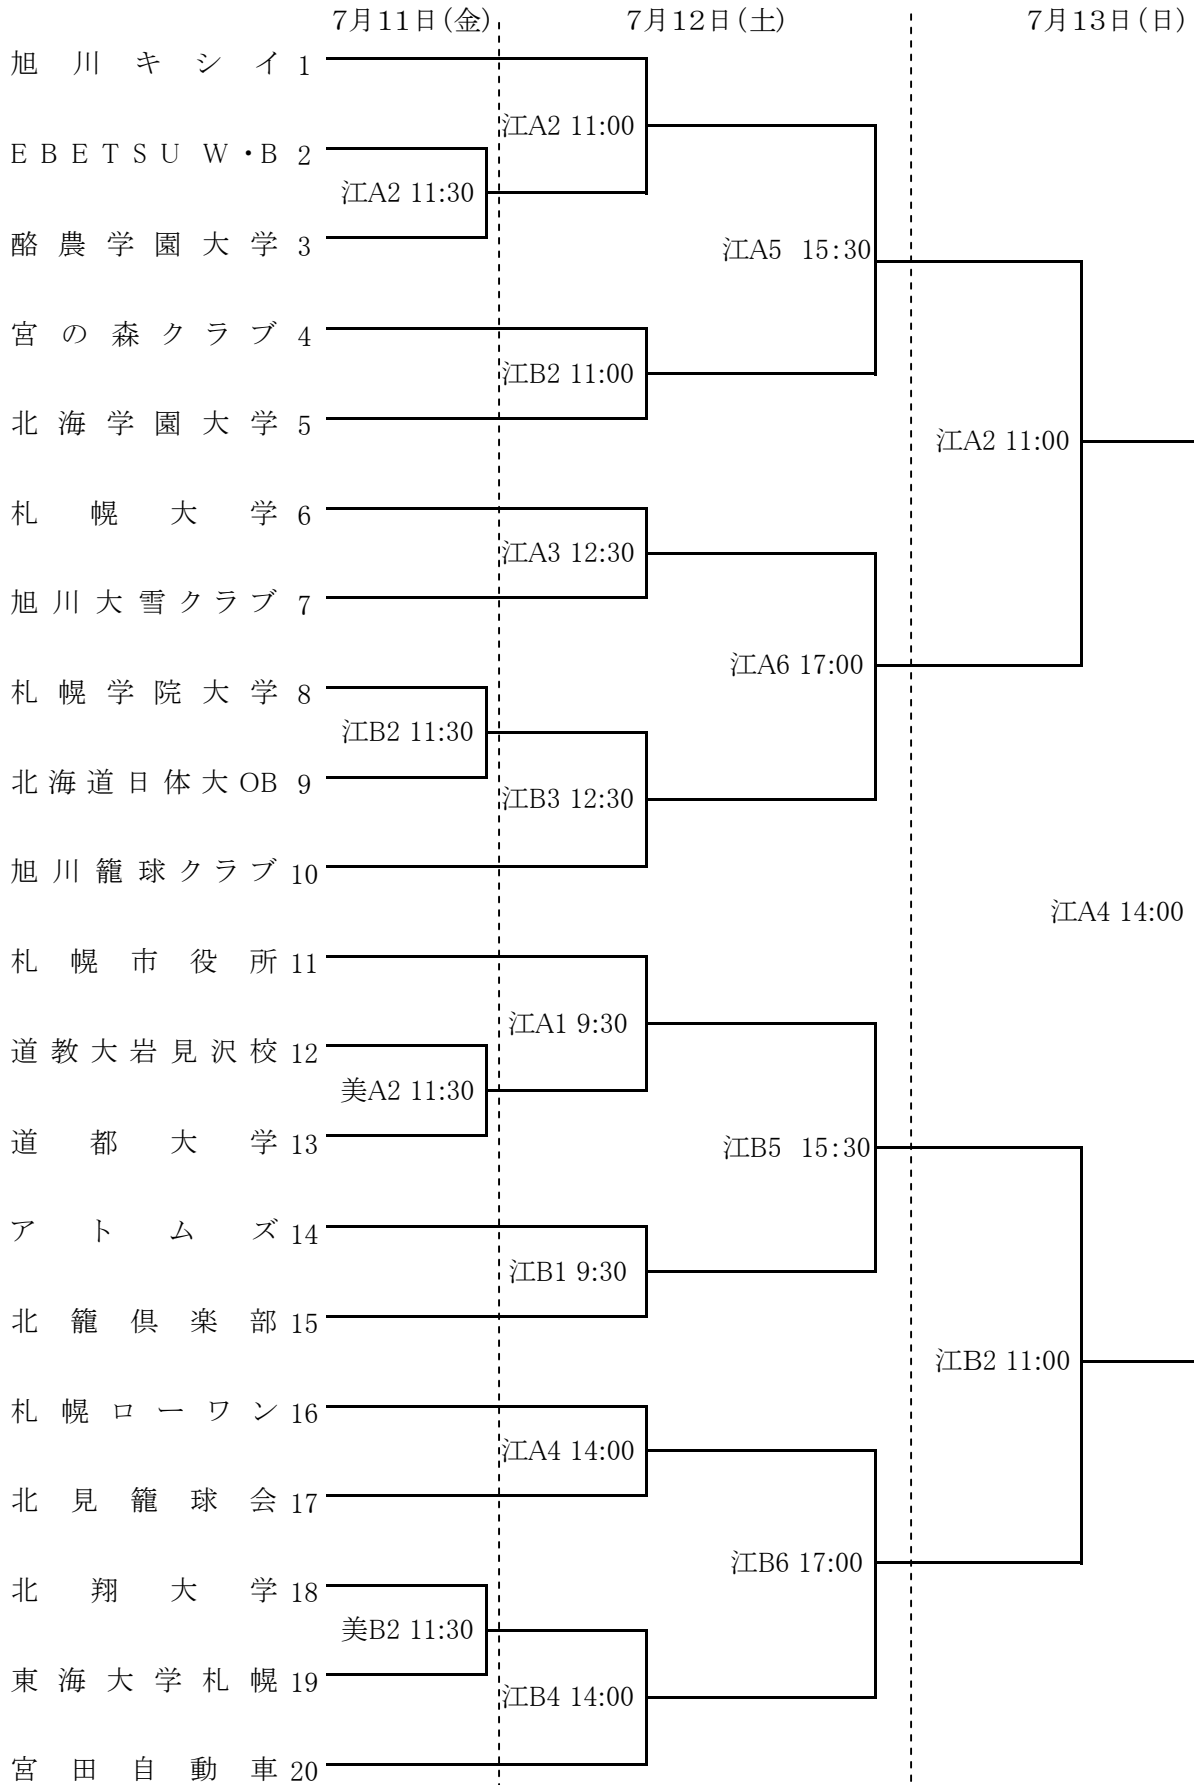 7月11日(金) 7月12日(土) 7月13日(日)
旭川キシイ 1
江A2 11:00
EBETSU W・B 2
江A2 11:30
酪農学園大学 3
江A5 15:30
宮の森クラブ 4
江B2 11:00
北海学園大学 5
江A2 11:00
札幌大学 6
江A3 12:30
旭川大雪クラブ 7
江A6 17:00
札幌学院大学 8
江B2 11:30
北海道日体大OB 9
江B3 12:30
旭川籠球クラブ 10
江A4 14:00
札幌市役所 11
江A1 9:30
道教大岩見沢校 12
美A2 11:30
道都大学 13
江B5 15:30
アトムズ 14
江B1 9:30
北籠倶楽部 15
江B2 11:00
札幌ローワン 16
江A4 14:00
北見籠球会 17
江B6 17:00
北翔大学 18
美B2 11:30
東海大学札幌 19
江B4 14:00
宮田自動車 20